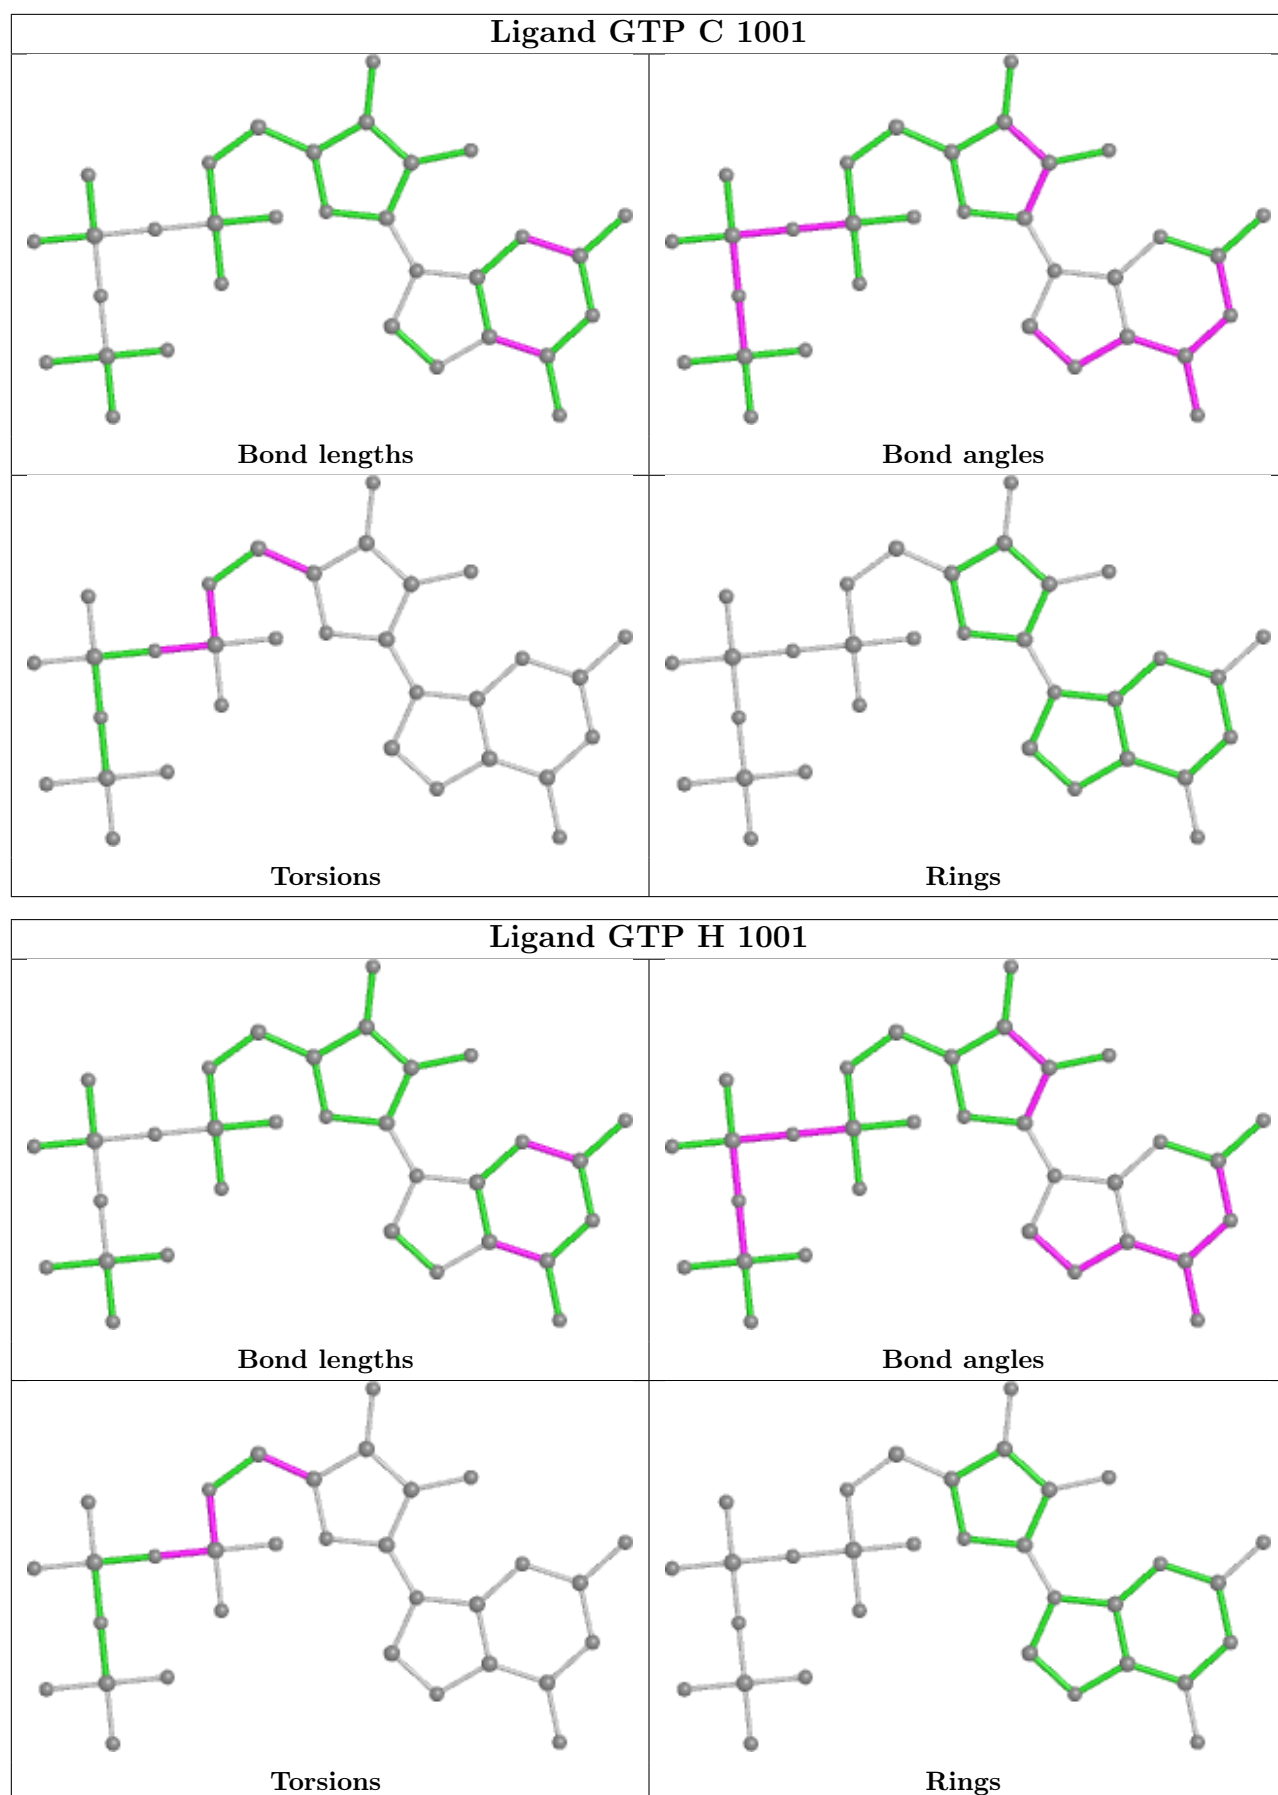 Ligand GTP C 1001
Bond lengths
Bond angles
Torsions
Rings
Ligand GTP H 1001
Bond lengths
Bond angles
Torsions
Rings